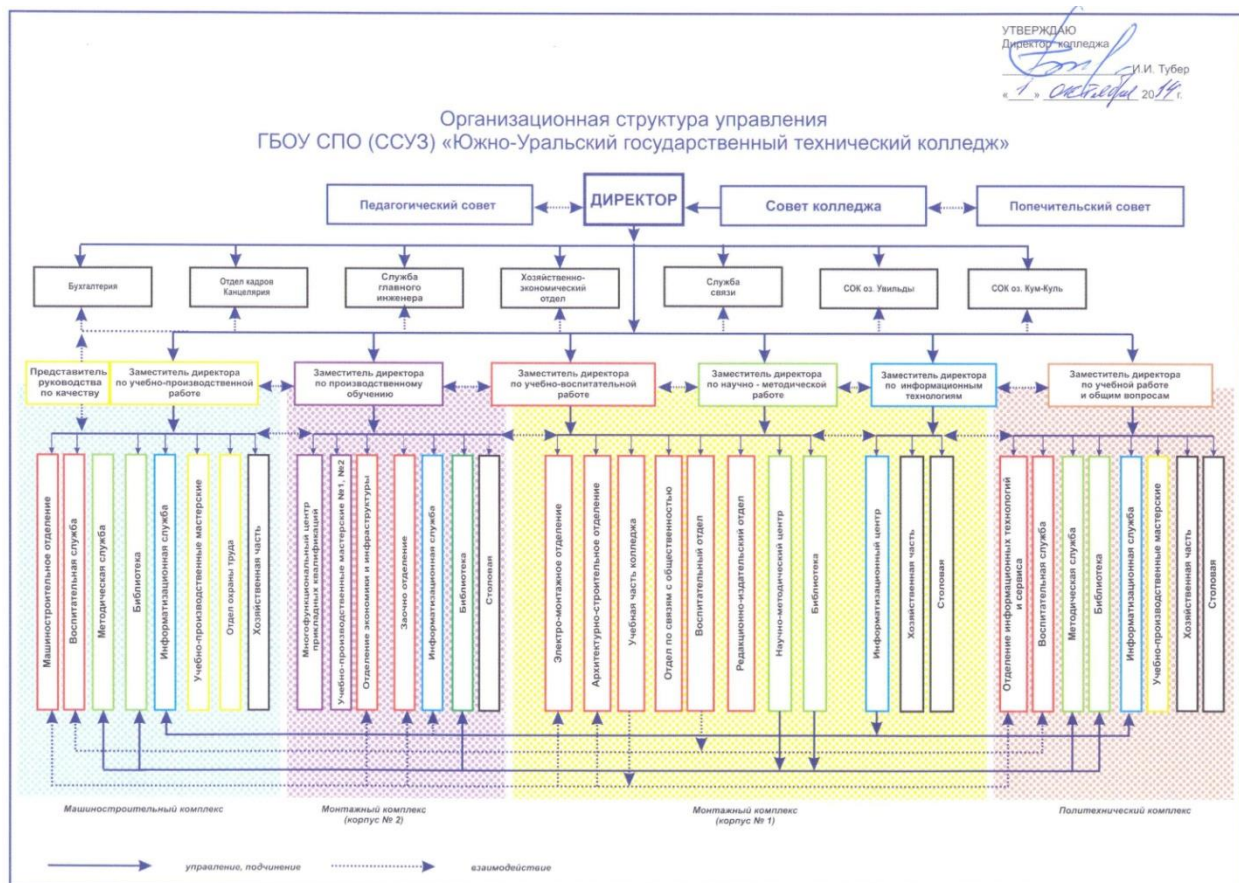 УТВЕРЖДАЮ
Директор колледжа
И.И. Тубер
« 1 » октября 2014 г.
Организационная структура управления
ГБОУ СПО (ССУЗ) «Южно-Уральский государственный технический колледж»
Педагогический совет
ДИРЕКТОР
Совет колледжа
Попечительский совет
Бухгалтерия
Отдел кадров
Канцелярия
Служба
главного
инженера
Хозяйственно-
экономический
отдел
Служба
связи
СОК оз. Увильды
СОК оз. Кум-Куль
Представитель
руководства
по качеству
Заместитель директора
по учебно-производственной
работе
Заместитель директора
по производственному
обучению
Заместитель директора
по учебно-воспитательной
работе
Заместитель директора
по научно - методической
работе
Заместитель директора
по информационным
технологиям
Заместитель директора
по учебной работе
и общим вопросам
Машиностроительное отделение
Воспитательная служба
Методическая служба
Библиотека
Информатизационная служба
Учебно-производственные мастерские
Отдел охраны труда
Хозяйственная часть
Многофункциональный центр
прикладных квалификаций
Учебно-производственные мастерские №1, №2
Отделение экономики и инфраструктуры
Заочно отделение
Информатизационная служба
Библиотека
Столовая
Электро-монтажное отделение
Архитектурно-строительное отделение
Учебная часть колледжа
Отдел по связям с общественностью
Воспитательный отдел
Редакционно-издательский отдел
Научно-методический центр
Библиотека
Информатизационный центр
Хозяйственная часть
Столовая
Отделение информационных технологий
и сервиса
Воспитательная служба
Методическая служба
Библиотека
Информатизационная служба
Учебно-производственные мастерские
Хозяйственная часть
Столовая
Машиностроительный комплекс
Монтажный комплекс
(корпус № 2)
Монтажный комплекс
(корпус № 1)
Политехнический комплекс
управление, подчинение
взаимодействие